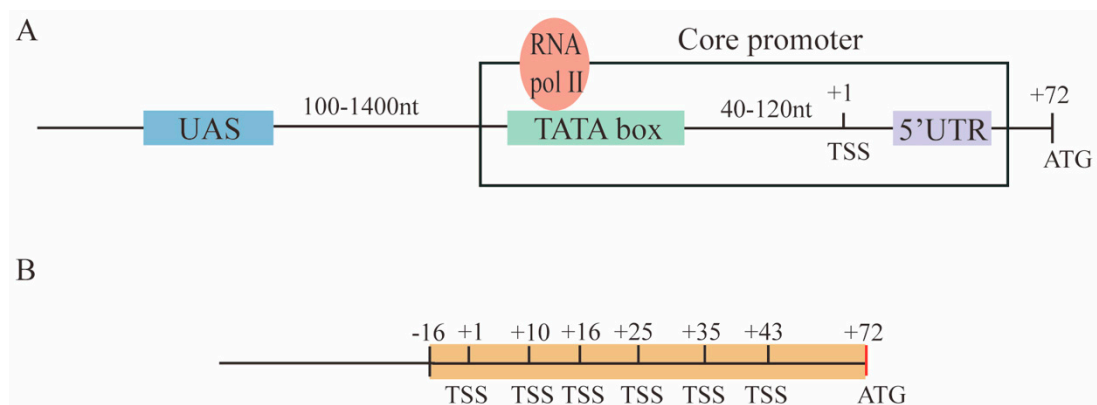 A
RNA
pol II
Core promoter
100-1400nt
40-120nt
+1
+72
UAS
TATA box
TSS
5’UTR
ATG
B
-16 +1 +10 +16 +25 +35 +43 +72
TSS TSS TSS TSS TSS TSS ATG